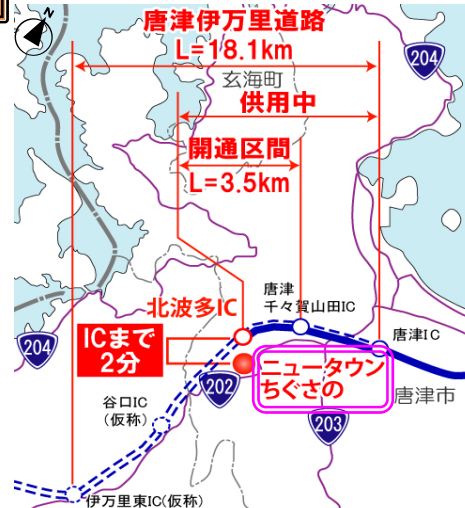 N
唐津伊万里道路
L=18.1km
204
玄海町
供用中
開通区間
L=3.5km
唐津
千々賀山田IC
北波多IC
唐津IC
ICまで
2分
204
ニュータウン
ちぐさの
202
唐津市
谷口IC
(仮称)
203
伊万里東IC(仮称)